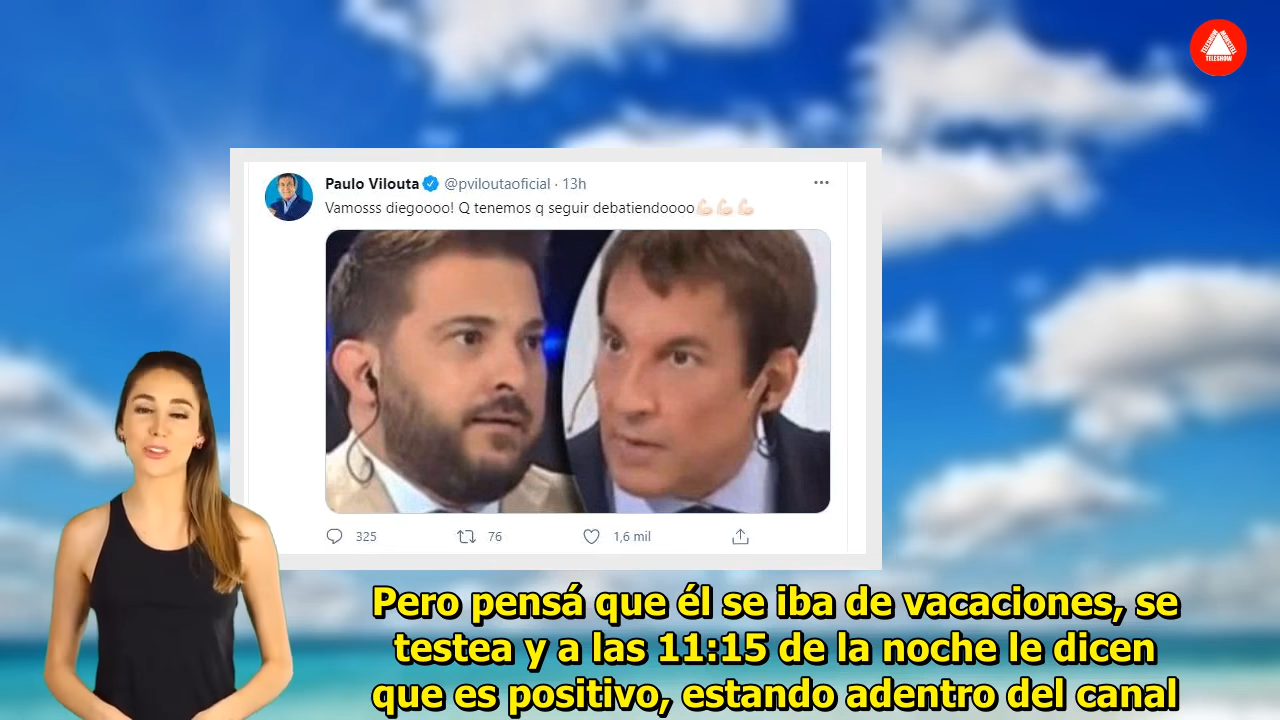 TELESHOW
Paulo Vilouta @pviloutaoficial · 13h
Vamosss diegoooo! Q tenemos q seguir debatiendoooo💪🏻💪🏻💪🏻
325 76 1,6 mil
Pero pensá que él se iba de vacaciones, se
testea y a las 11:15 de la noche le dicen
que es positivo, estando adentro del canal